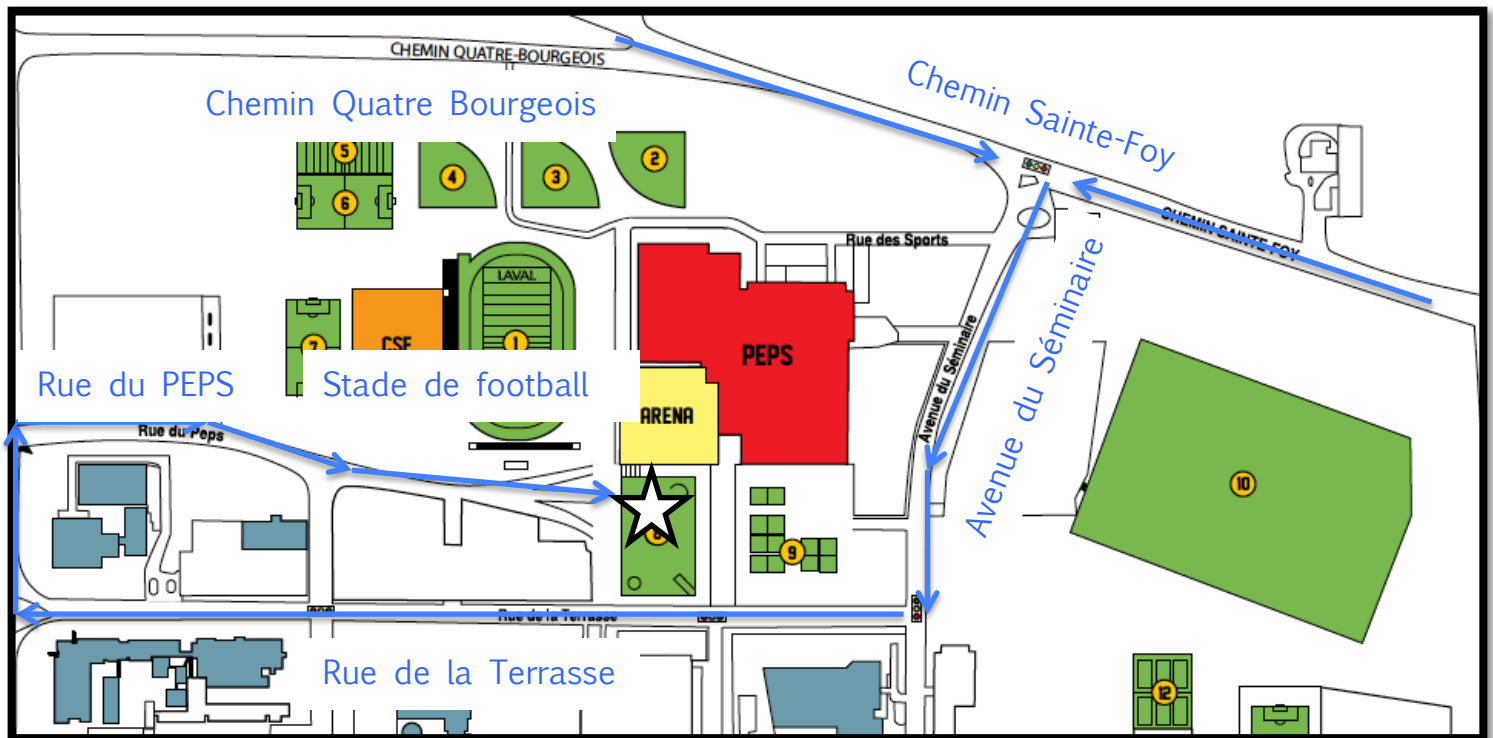 CHEMIN QUATRE-BOURGEOIS
Chemin Quatre Bourgeois
Chemin Sainte-Foy
5
4
3
2
6
CHEMIN SAINTE-FOY
Rue des Sports
LAVAL
1
7
CSE
PEPS
Avenue du Séminaire
Avenue du Séminaire
Rue du PEPS
Stade de football
ARENA
Rue du Peps
10
8
9
Rue de la Terrasse
Rue de la Terrasse
12